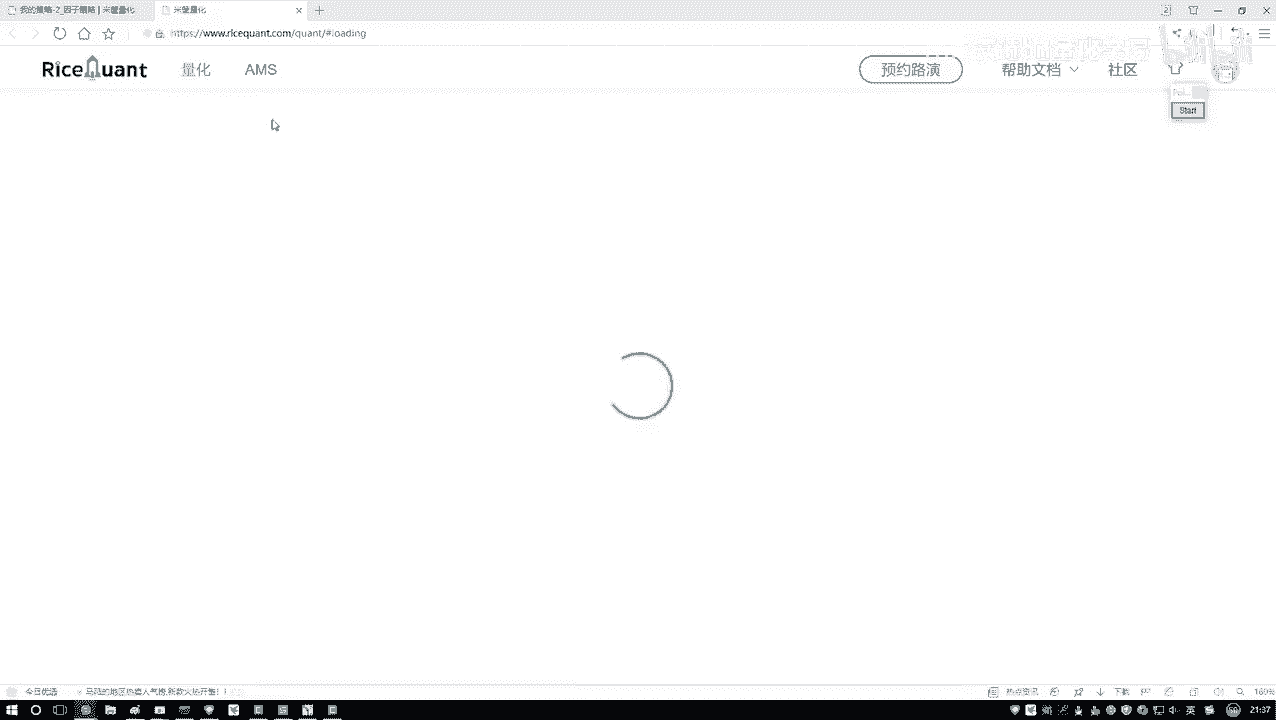 我的策略-2_因子策略 | 米筐量化
米筐量化
https://www.ricequant.com/quant/#loading
RiceQuant 量化 AMS 预约路演 帮助文档 社区
Start
今日优选
热点资讯
下载
160%
英
21:37